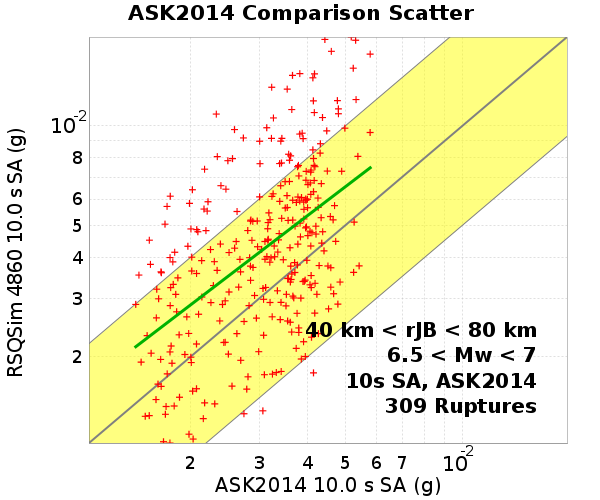 ASK2014 Comparison Scatter
RSQSim 4860 10.0 s SA (g)
10-2
8
6
5
4
3
2
40 km < rJB < 80 km
6.5 < Mw < 7
10s SA, ASK2014
309 Ruptures
2 3 4 5 6 7 10-2
ASK2014 10.0 s SA (g)